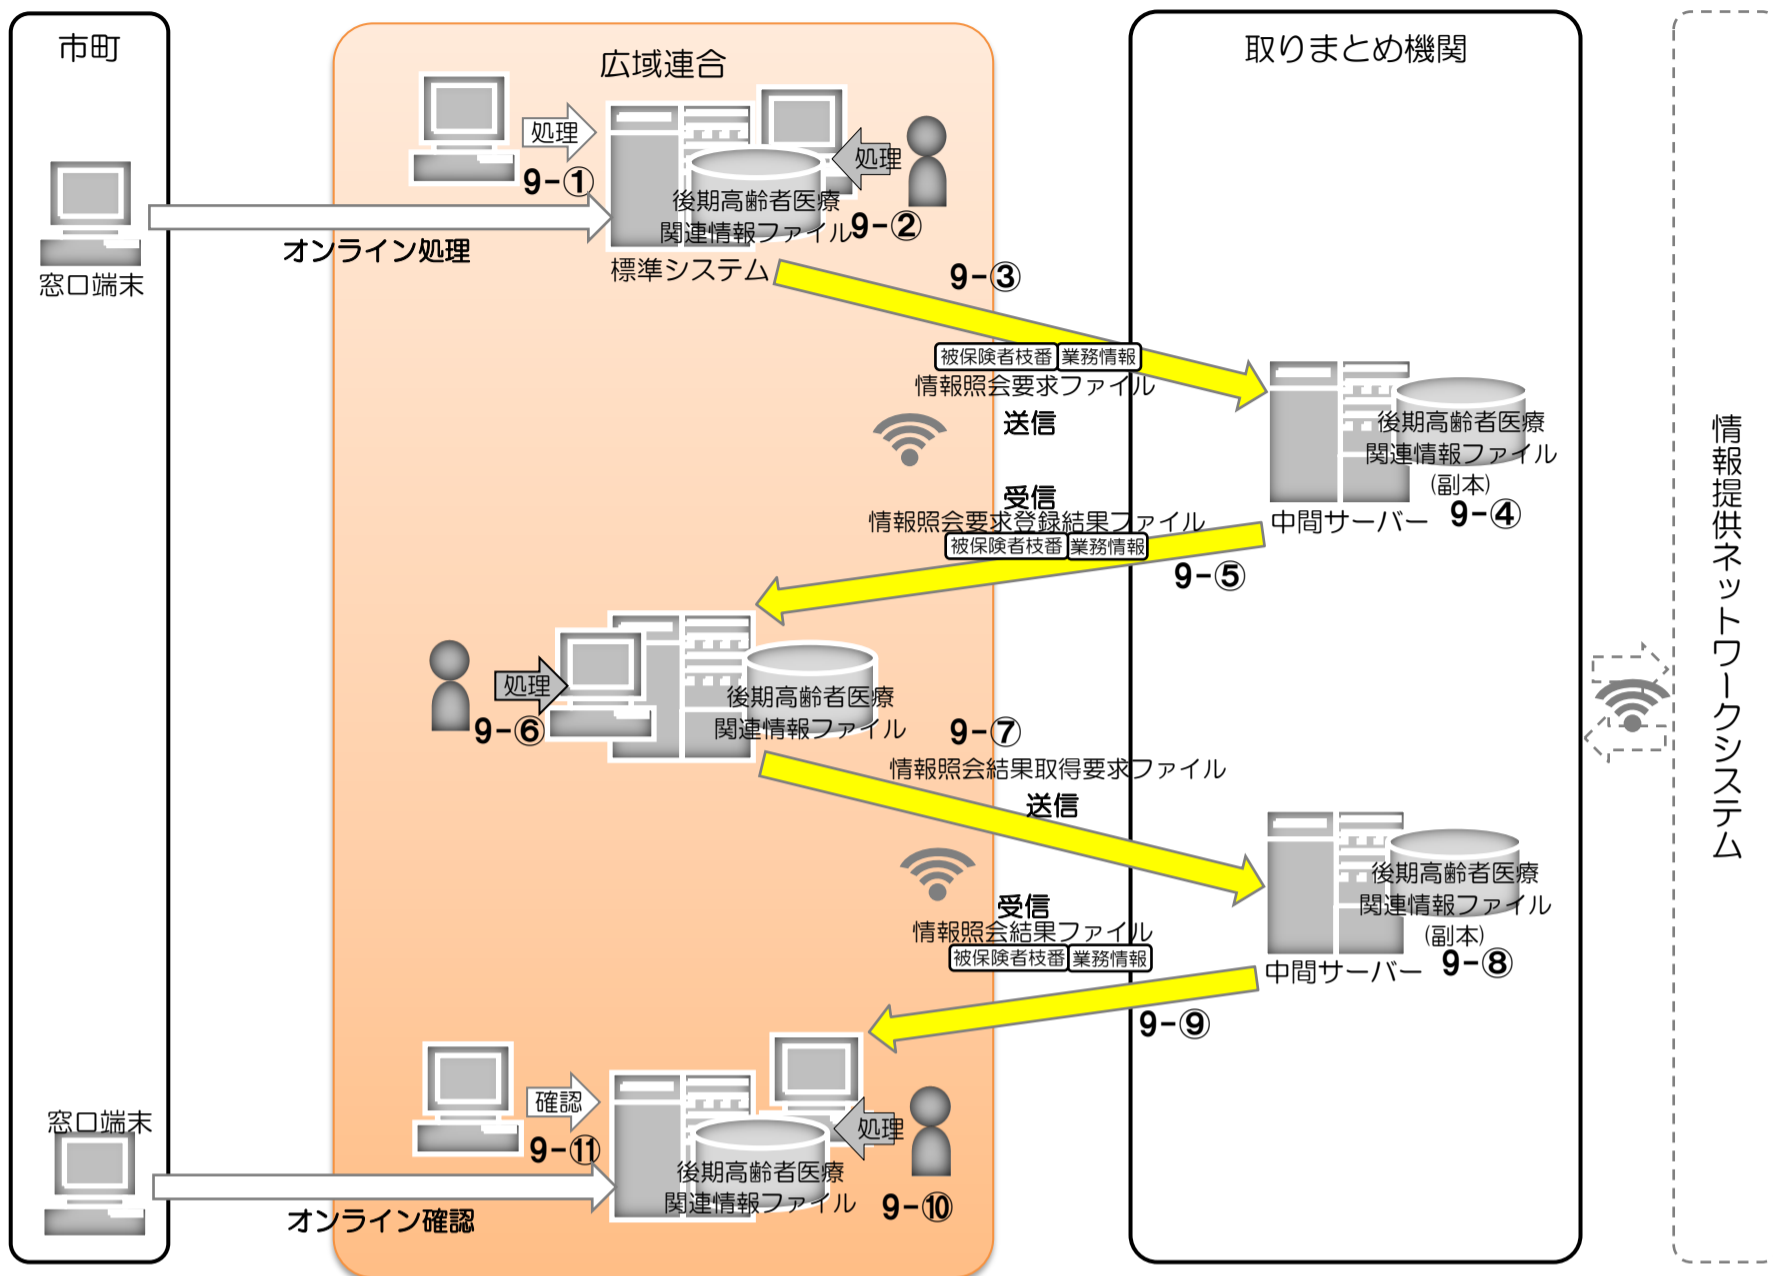 市町
広域連合
取りまとめ機関
処理
処理
9-①
後期高齢者医療
関連情報ファイル
9-②
オンライン処理
窓口端末
標準システム
9-③
被保険者枝番
業務情報
情報照会要求ファイル
送信
後期高齢者医療
関連情報ファイル
(副本)
中間サーバー
9-④
受信
情報照会要求登録結果ファイル
被保険者枝番
業務情報
9-⑤
処理
9-⑥
後期高齢者医療
関連情報ファイル
9-⑦
情報照会結果取得要求ファイル
送信
後期高齢者医療
関連情報ファイル
(副本)
中間サーバー
9-⑧
受信
情報照会結果ファイル
被保険者枝番
業務情報
9-⑨
確認
9-⑪
処理
後期高齢者医療
関連情報ファイル
9-⑩
窓口端末
オンライン確認
情報提供ネットワークシステム